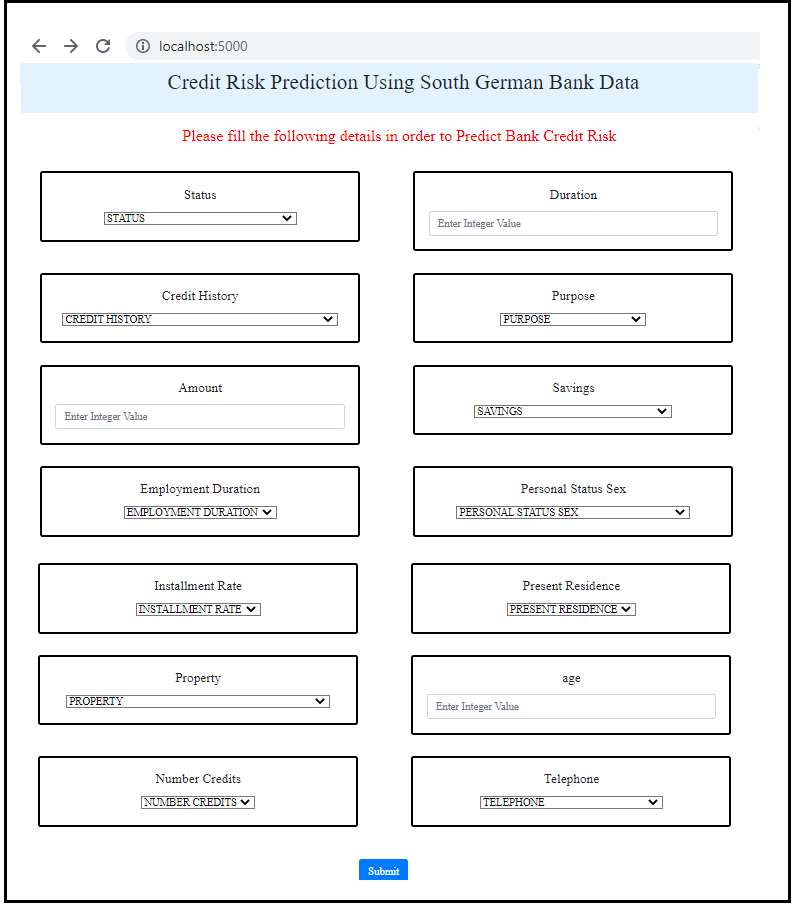 localhost:5000
Credit Risk Prediction Using South German Bank Data
Please fill the following details in order to Predict Bank Credit Risk
Status
STATUS
Duration
Enter Integer Value
Credit History
CREDIT HISTORY
Purpose
PURPOSE
Amount
Enter Integer Value
Savings
SAVINGS
Employment Duration
EMPLOYMENT DURATION
Personal Status Sex
PERSONAL STATUS SEX
Installment Rate
INSTALLMENT RATE
Present Residence
PRESENT RESIDENCE
Property
PROPERTY
age
Enter Integer Value
Number Credits
NUMBER CREDITS
Telephone
TELEPHONE
Submit